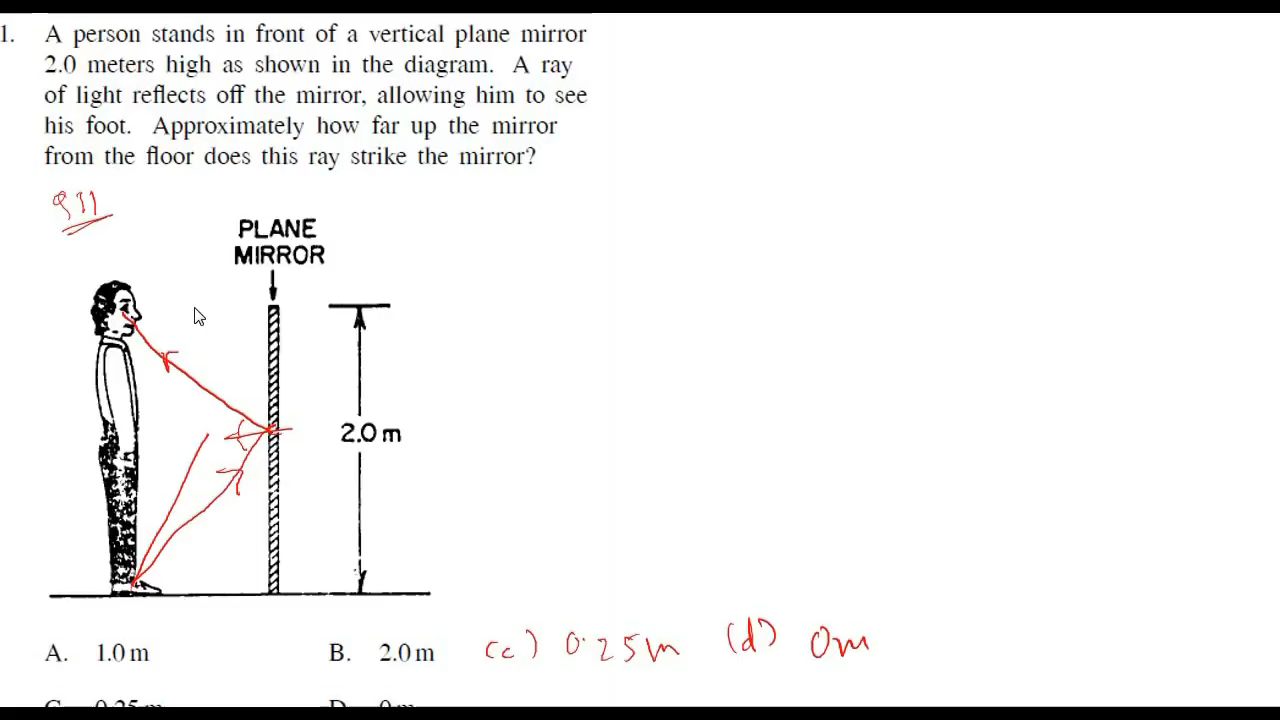 1. A person stands in front of a vertical plane mirror
2.0 meters high as shown in the diagram. A ray
of light reflects off the mirror, allowing him to see
his foot. Approximately how far up the mirror
from the floor does this ray strike the mirror?
PLANE
MIRROR
2.0 m
A. 1.0 m B. 2.0 m (c) 0.25 m (d) 0m